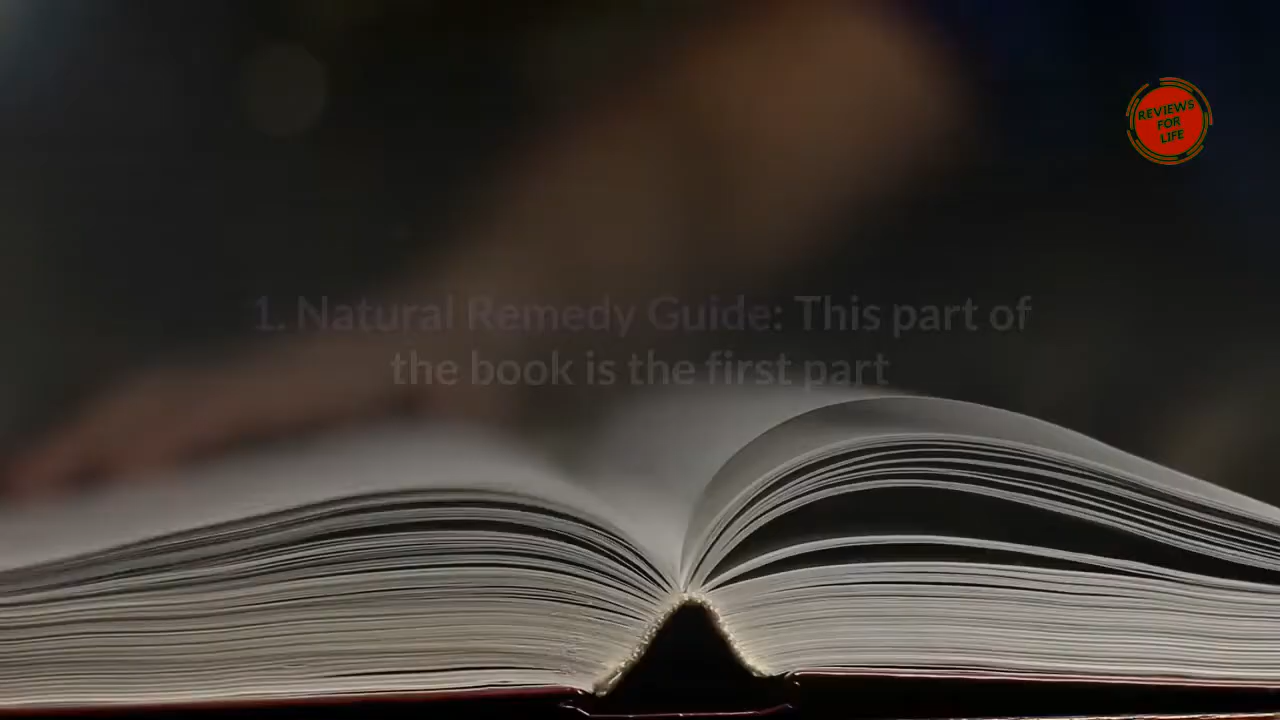 REVIEWS
FOR
LIFE
1. Natural Remedy Guide: This part of
the book is the first part